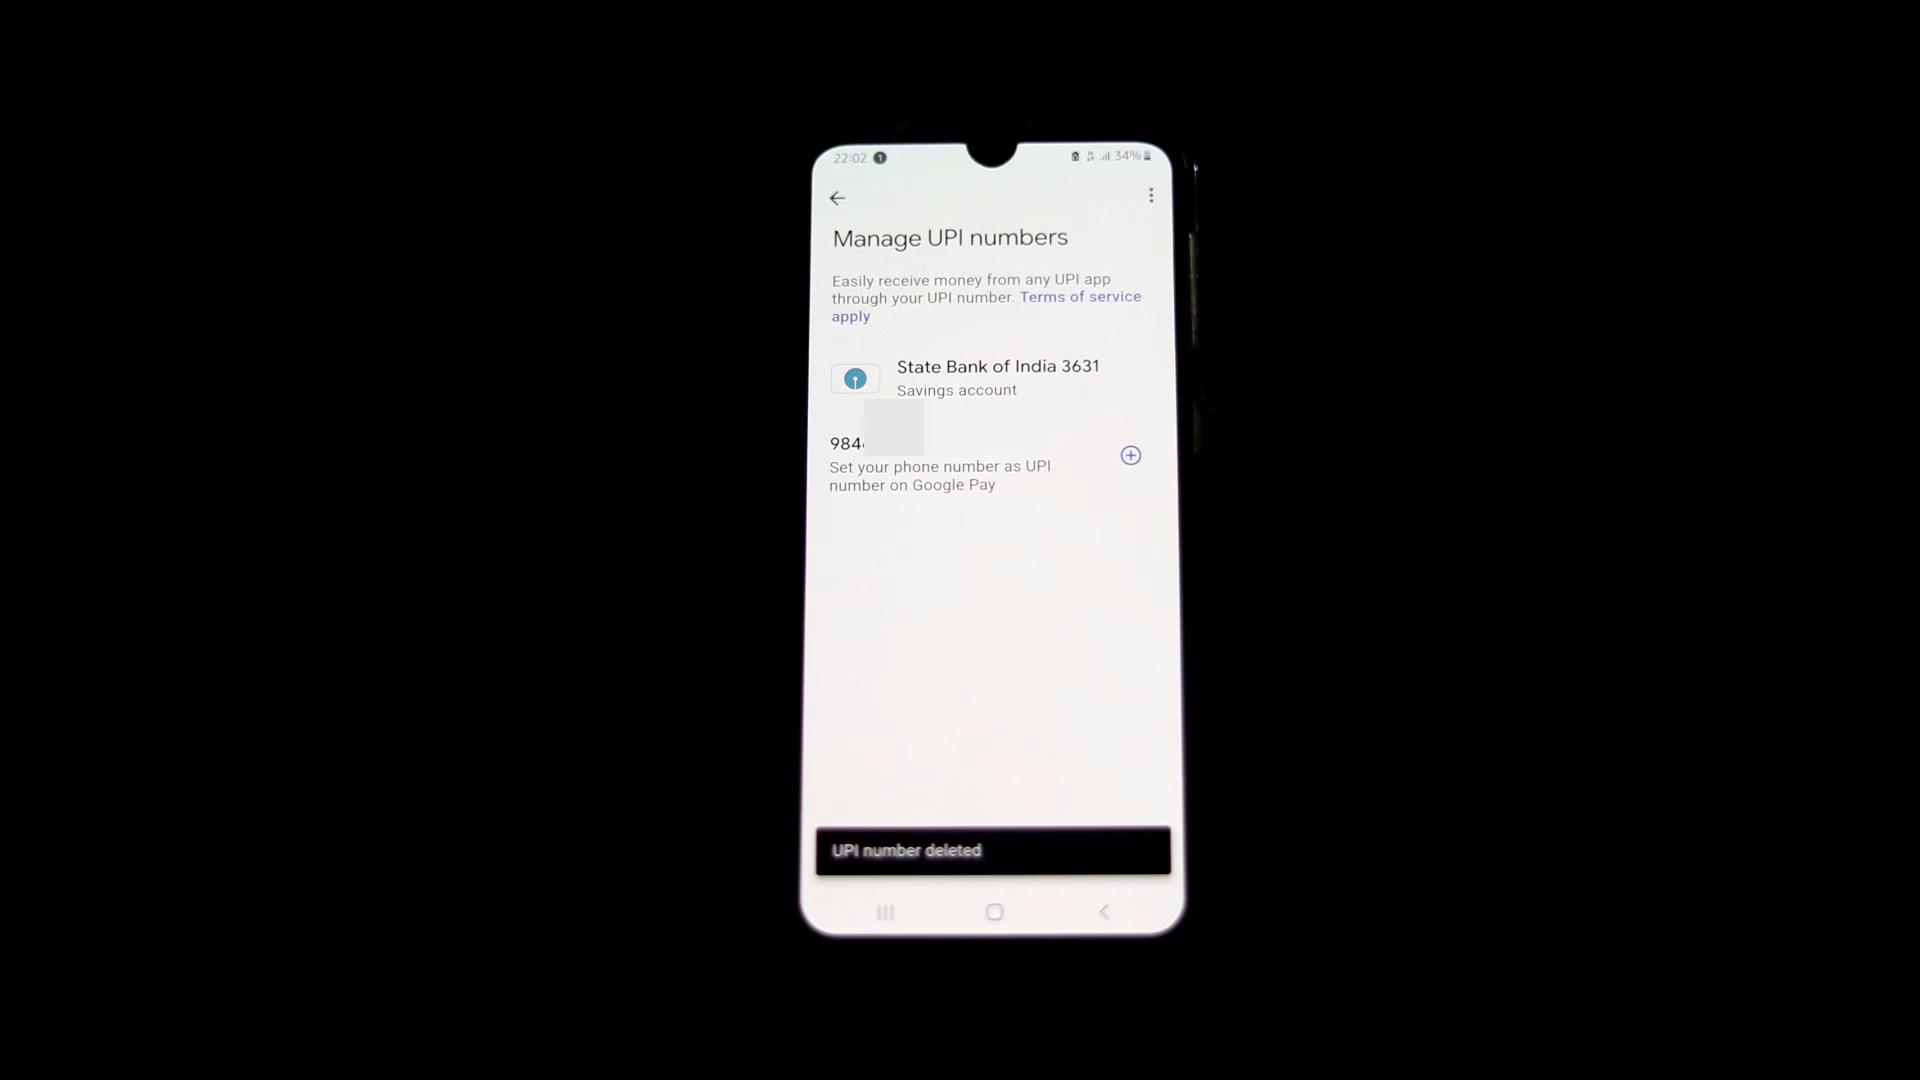 22:02
34%
Manage UPI numbers
Easily receive money from any UPI app
through your UPI number. Terms of service
apply
State Bank of India 3631
Savings account
984
Set your phone number as UPI
number on Google Pay
UPI number deleted